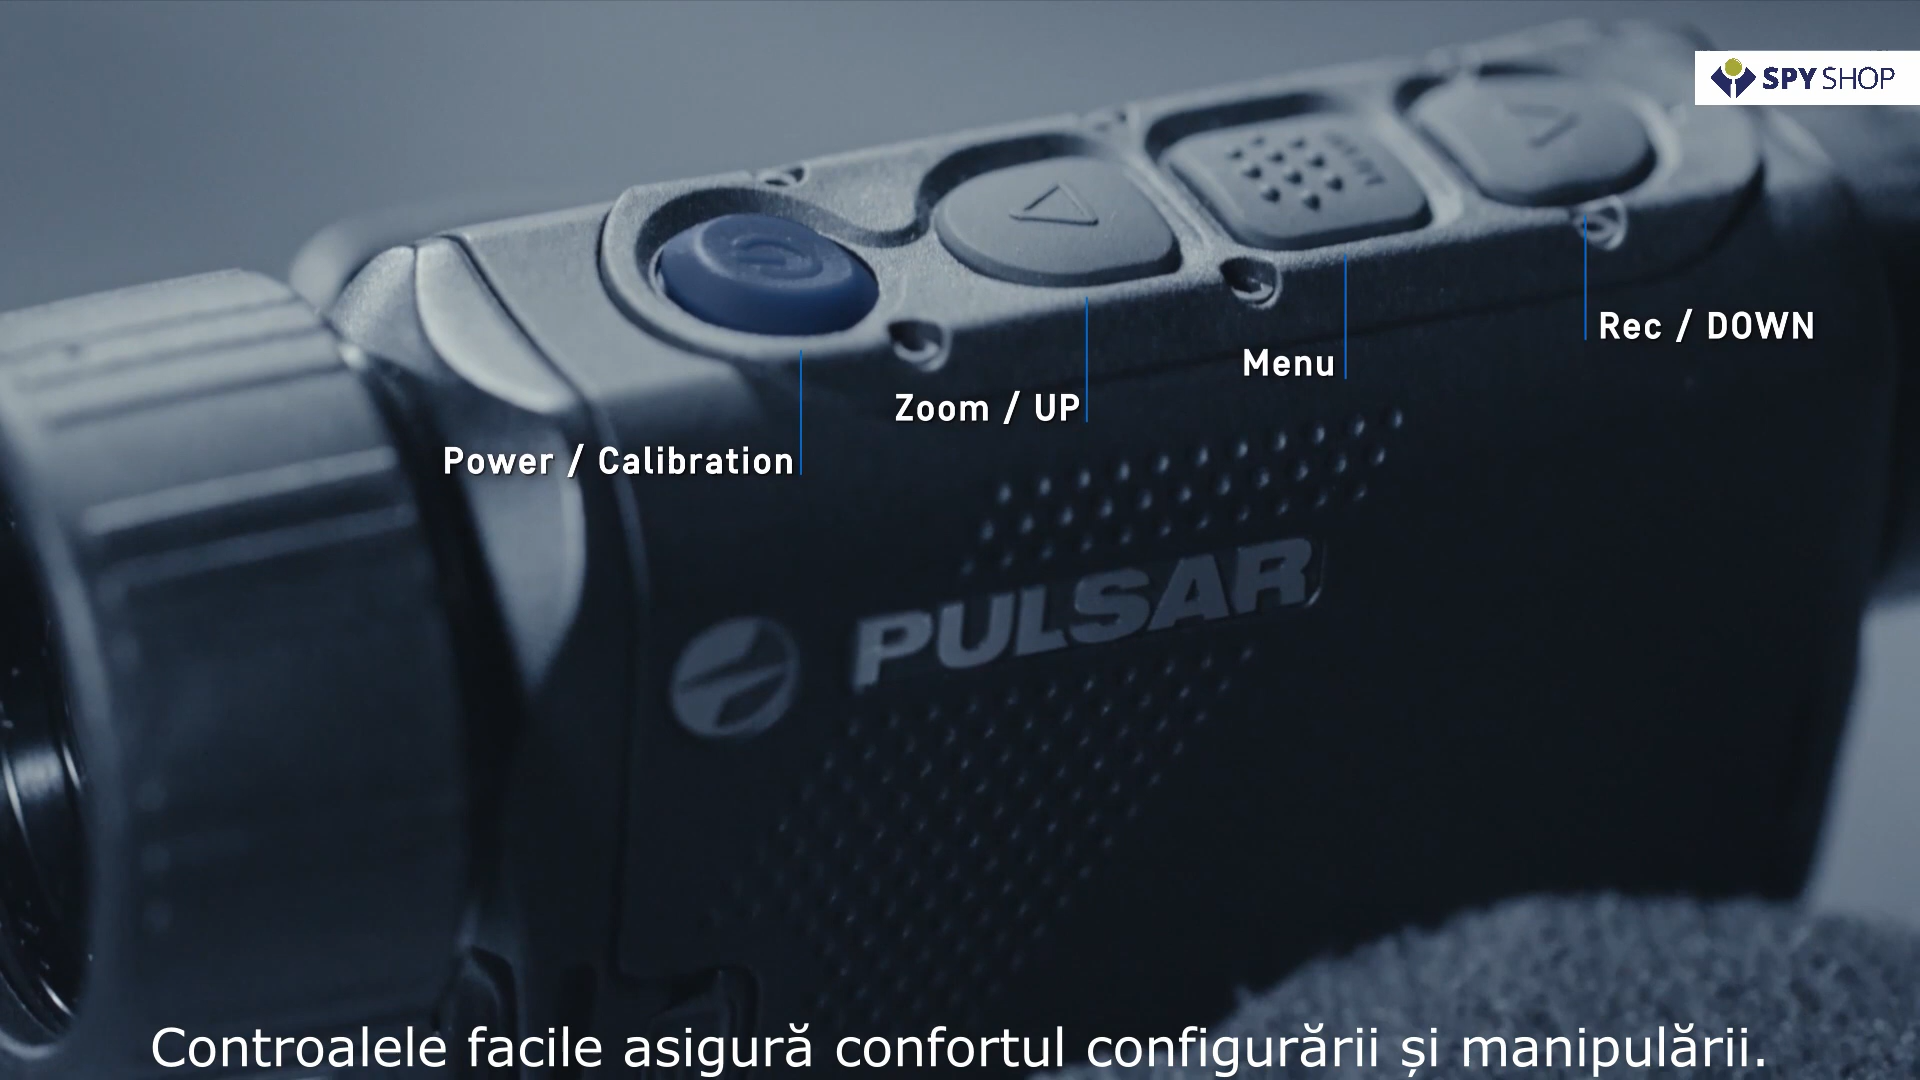 SPY SHOP
Rec / DOWN
Menu
Zoom / UP
Power / Calibration
PULSAR
Controalele facile asigură confortul configurării și manipulării.